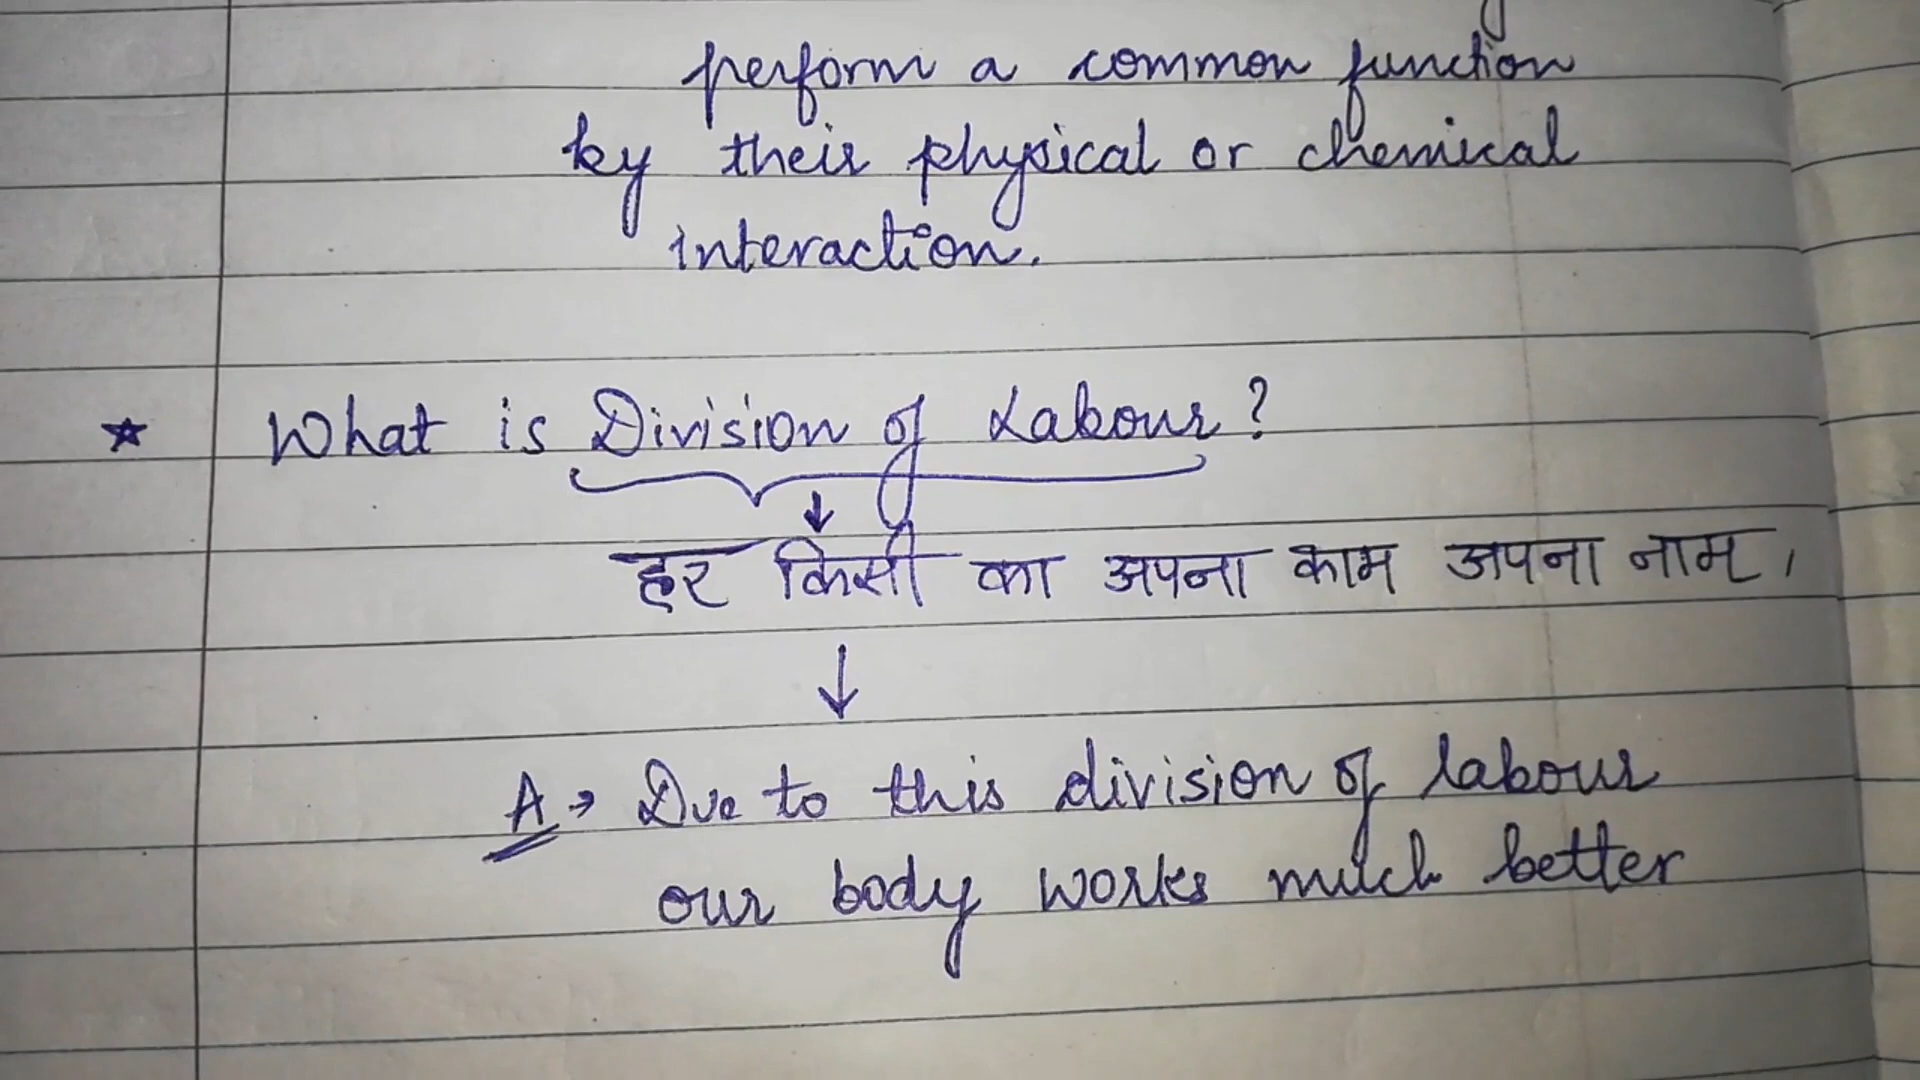 perform a common function
by their physical or chemical
interaction.
★ What is Division of Labour?
↓
हर किसी का अपना काम अपना नाम।
↓
A → Due to this division of labour
our body works much better